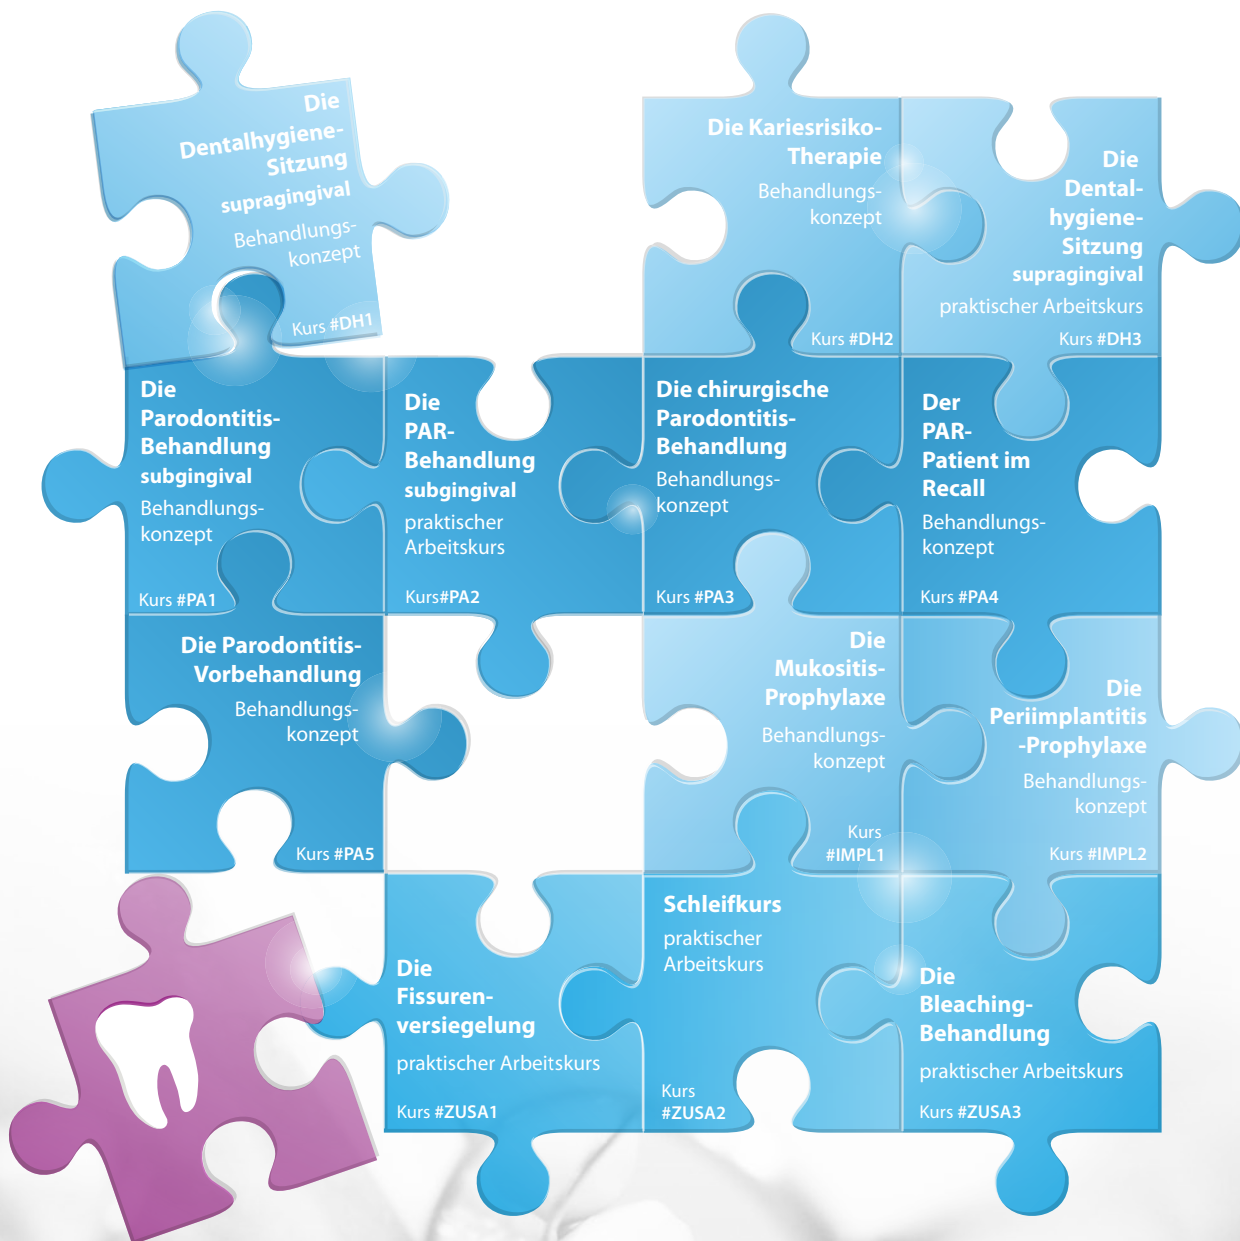 Die
Dentalhygiene-
Sitzung
supragingival
Behandlungs-
konzept
Kurs #DH1
Die Kariesrisiko-
Therapie
Behandlungs-
konzept
Kurs #DH2
Die
Dental-
hygiene-
Sitzung
supragingival
praktischer Arbeitskurs
Kurs #DH3
Die
Parodontitis-
Behandlung
subgingival
Behandlungs-
konzept
Kurs #PA1
Die
PAR-
Behandlung
subgingival
praktischer
Arbeitskurs
Kurs#PA2
Die chirurgische
Parodontitis-
Behandlung
Behandlungs-
konzept
Kurs #PA3
Der
PAR-
Patient im
Recall
Behandlungs-
konzept
Kurs #PA4
Die Parodontitis-
Vorbehandlung
Behandlungs-
konzept
Kurs #PA5
Die
Mukositis-
Prophylaxe
Behandlungs-
konzept
Kurs
#IMPL1
Die
Periimplantitis
-Prophylaxe
Behandlungs-
konzept
Kurs #IMPL2
Die
Fissuren-
versiegelung
praktischer Arbeitskurs
Kurs #ZUSA1
Schleifkurs
praktischer
Arbeitskurs
Kurs
#ZUSA2
Die
Bleaching-
Behandlung
praktischer Arbeitskurs
Kurs #ZUSA3